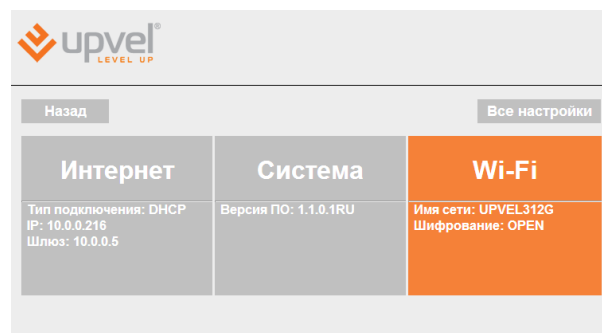 upvel®
LEVEL UP
Назад
Все настройки
Интернет
Система
Wi-Fi
Тип подключения: DHCP
IP: 10.0.0.216
Шлюз: 10.0.0.5
Версия ПО: 1.1.0.1RU
Имя сети: UPVEL312G
Шифрование: OPEN